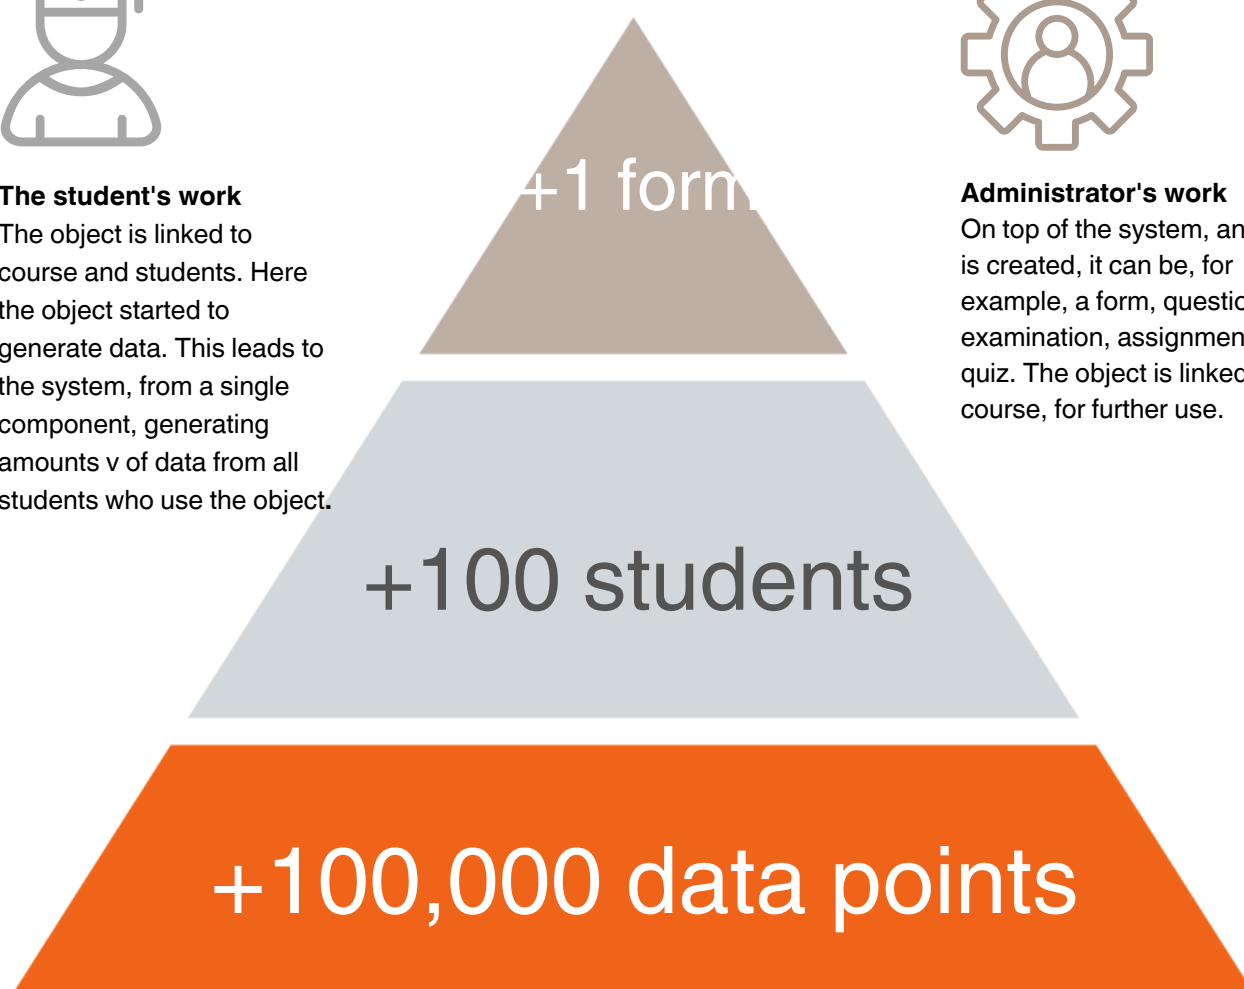 The student's work
The object is linked to
course and students. Here
the object started to
generate data. This leads to
the system, from a single
component, generating
amounts v of data from all
students who use the object.
+1 form
+100 students
+100,000 data points
Administrator's work
On top of the system, an
is created, it can be, for
example, a form,
examination,
quiz. The object is linked
course, for further use.